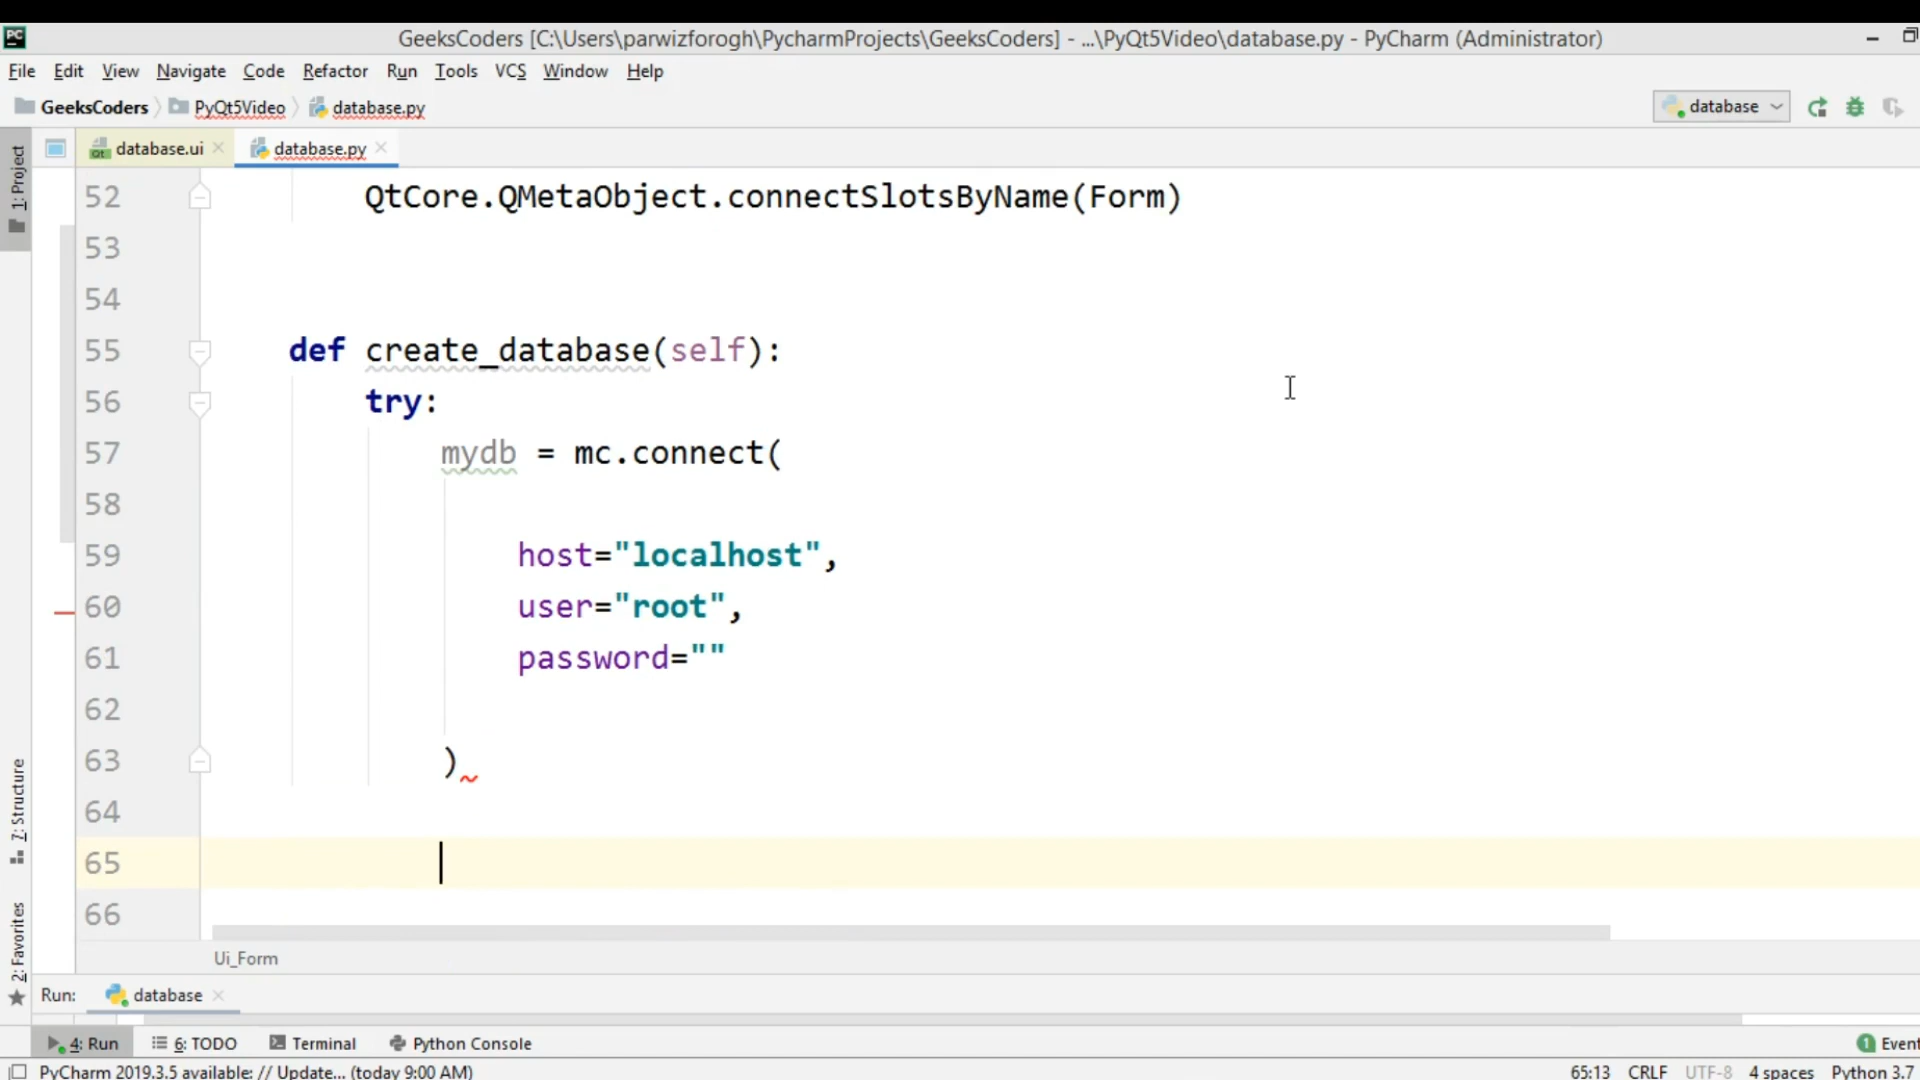 PC
GeeksCoders [C:\Users\parwizforogh\PycharmProjects\GeeksCoders] - ...\PyQt5Video\database.py - PyCharm (Administrator)
File Edit View Navigate Code Refactor Run Tools VCS Window Help
GeeksCoders PyQt5Video database.py
database
1: Project
database.ui
database.py
52 QtCore.QMetaObject.connectSlotsByName(Form)
53
54
55 def create_database(self):
56 try:
57 mydb = mc.connect(
58
59 host="localhost",
60 user="root",
61 password=""
62
63 )
64
65
66
7: Structure
2: Favorites
Ui_Form
Run: database
4: Run 6: TODO Terminal Python Console
1 Event
PyCharm 2019.3.5 available: // Update... (today 9:00 AM)
65:13 CRLF UTF-8 4 spaces Python 3.7